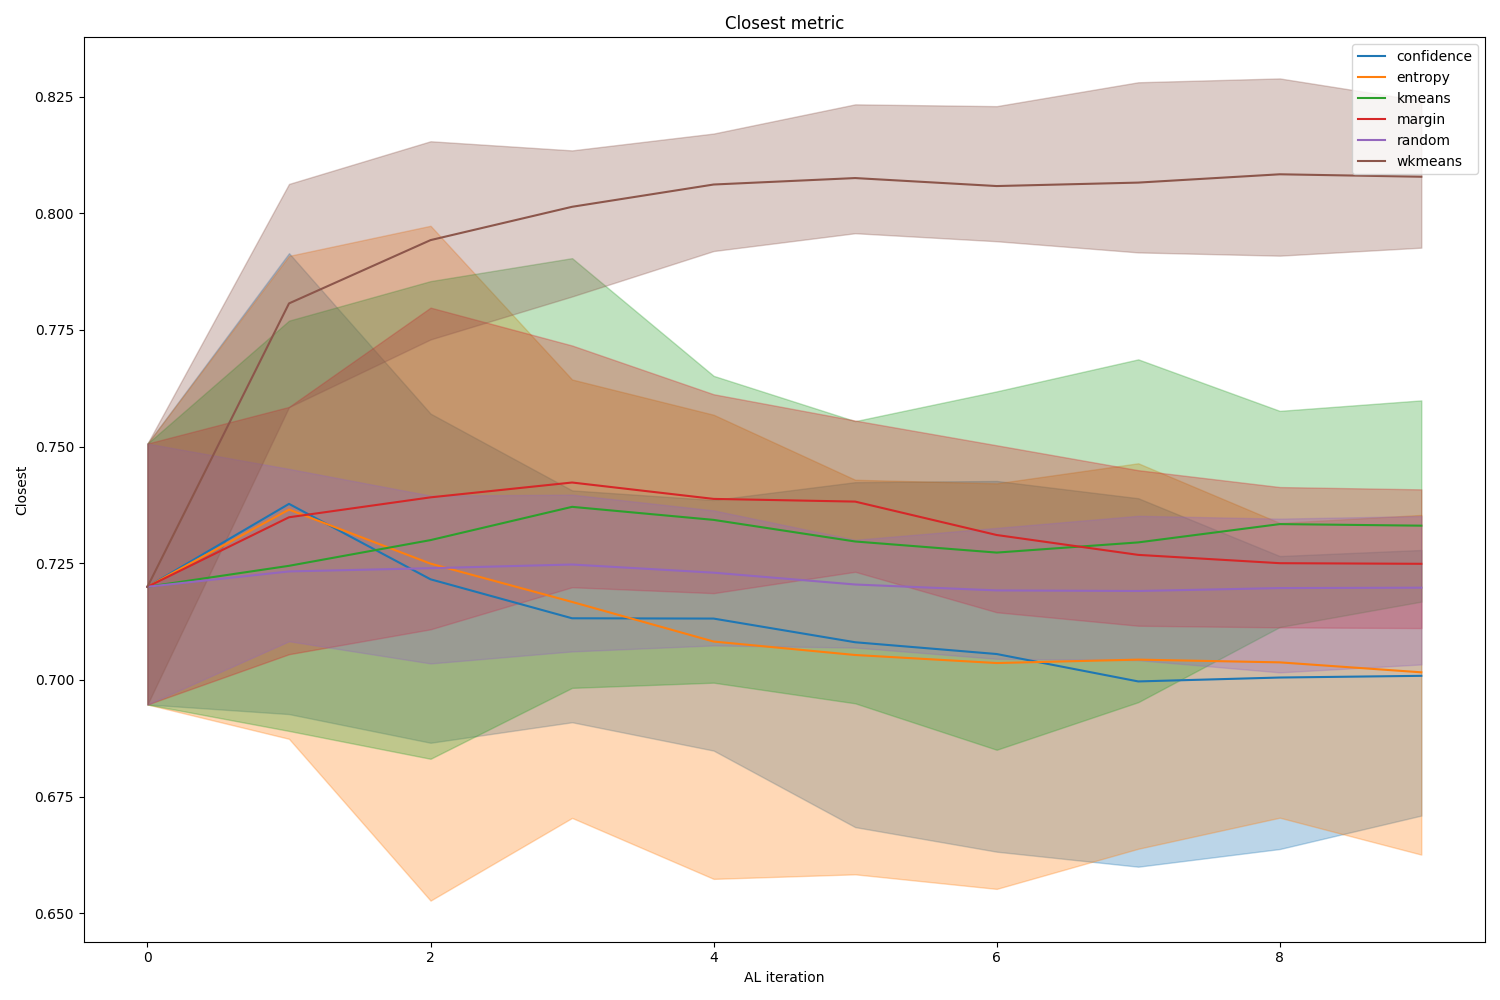 Closest metric
confidence
entropy
kmeans
margin
random
wkmeans
Closest
0.825
0.800
0.775
0.750
0.725
0.700
0.675
0.650
0
2
4
6
8
AL iteration